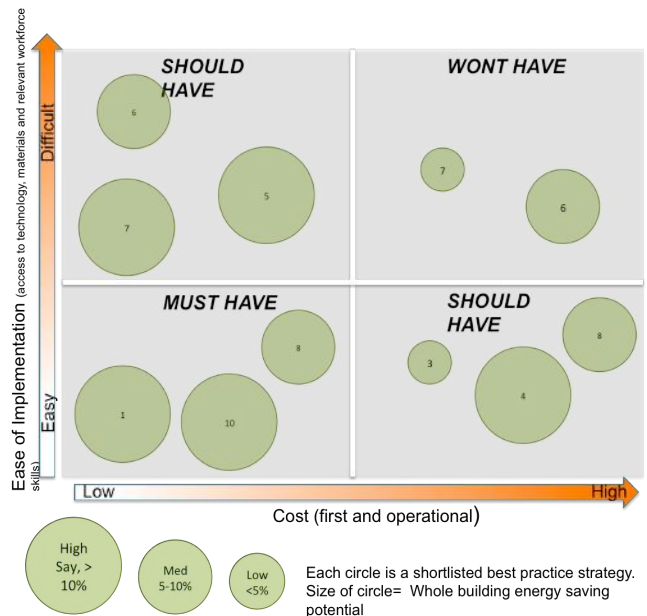 Ease of Implementation (access to technology, materials and relevant workforce
skills)
Difficult
Easy
SHOULD
HAVE
6
5
7
WONT HAVE
7
6
MUST HAVE
8
1
10
SHOULD
HAVE
8
3
4
Low
High
Cost (first and operational)
High
Say, >
10%
Med
5-10%
Low
<5%
Each circle is a shortlisted best practice strategy.
Size of circle= Whole building energy saving
potential